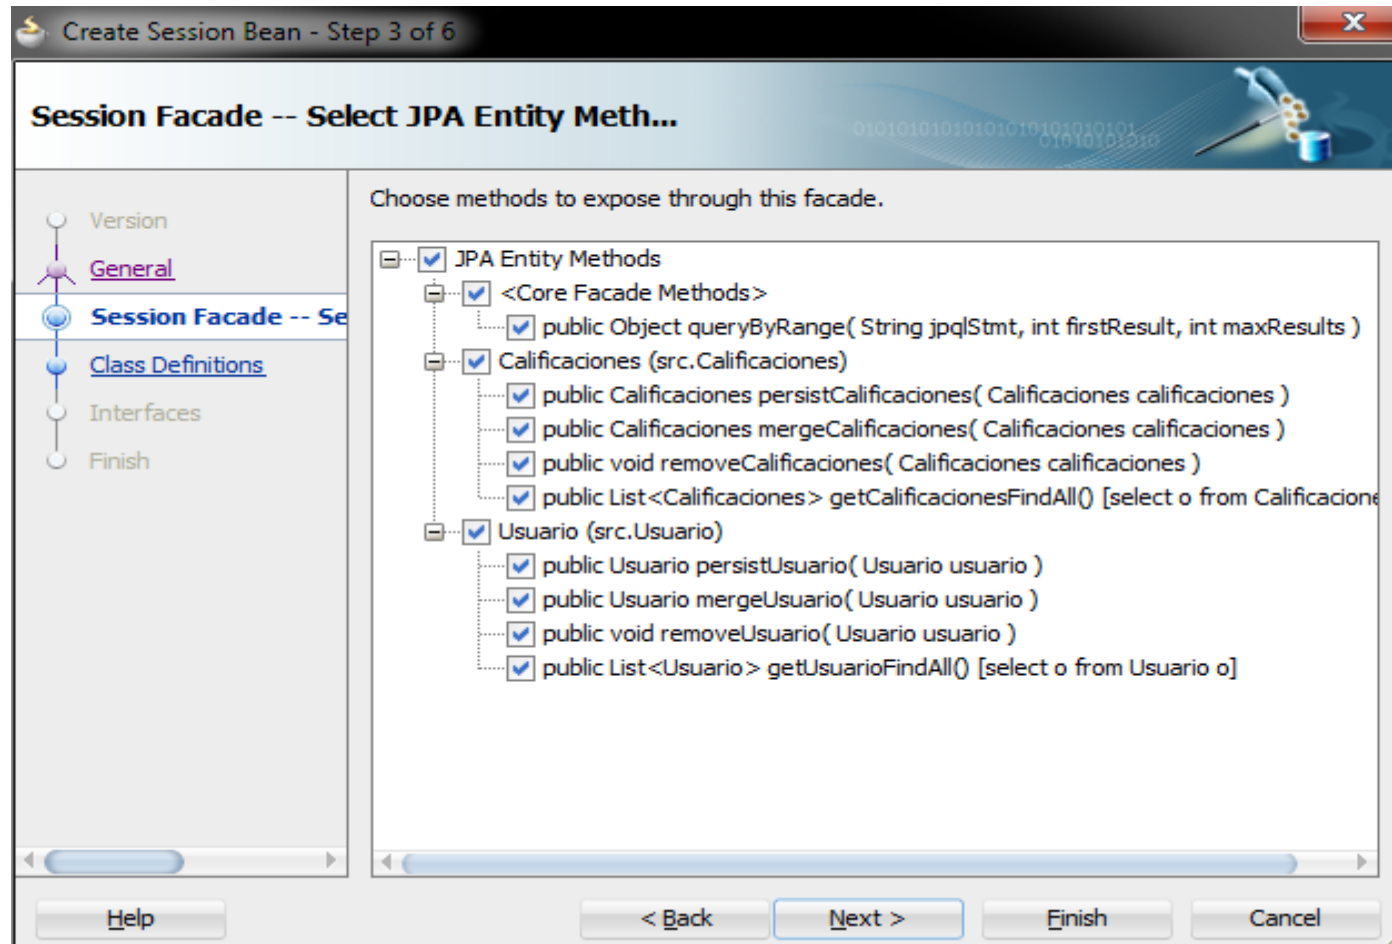 Create Session Bean - Step 3 of 6
Session Facade -- Select JPA Entity Meth...
010101010101010101010101
01010101010
Version
General
Session Facade -- Se
Class Definitions
Interfaces
Finish
Choose methods to expose through this facade.
JPA Entity Methods
<Core Facade Methods>
public Object queryByRange( String jpqlStmt, int firstResult, int maxResults )
Calificaciones (src.Calificaciones)
public Calificaciones persistCalificaciones( Calificaciones calificaciones )
public Calificaciones mergeCalificaciones( Calificaciones calificaciones )
public void removeCalificaciones( Calificaciones calificaciones )
public List<Calificaciones> getCalificacionesFindAll() [select o from Calificacione
Usuario (src.Usuario)
public Usuario persistUsuario( Usuario usuario )
public Usuario mergeUsuario( Usuario usuario )
public void removeUsuario( Usuario usuario )
public List<Usuario> getUsuarioFindAll() [select o from Usuario o]
Help
< Back
Next >
Finish
Cancel